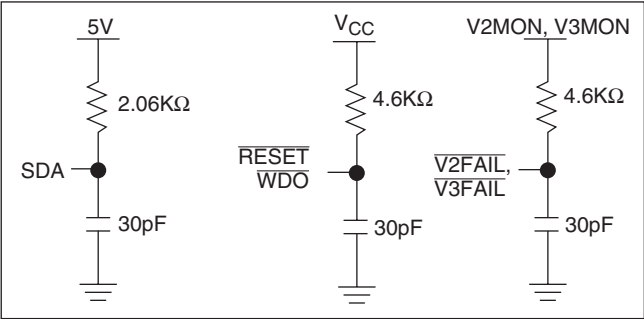 5V
2.06KΩ
SDA
30pF
VCC
4.6KΩ
RESET
WDO
30pF
V2MON, V3MON
4.6KΩ
V2FAIL,
V3FAIL
30pF